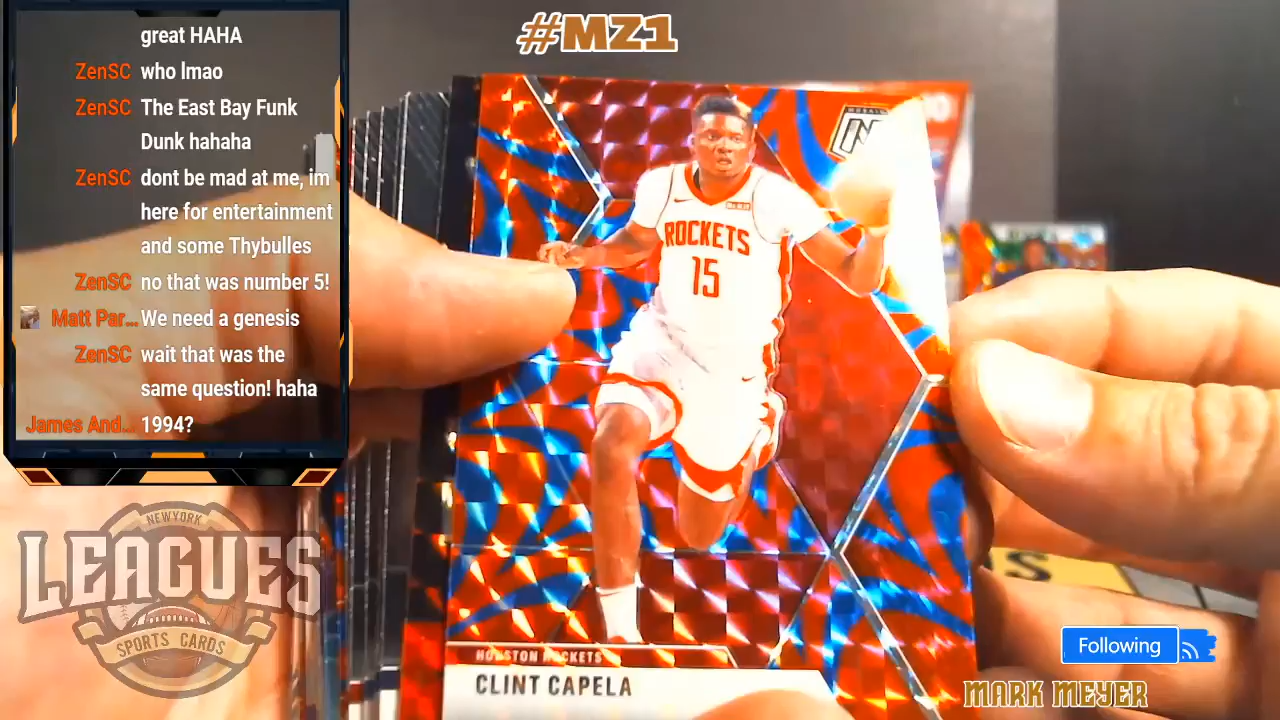 great HAHA
ZenSC who lmao
ZenSC The East Bay Funk
Dunk hahaha
ZenSC dont be mad at me, im
here for entertainment
and some Thybulles
ZenSC no that was number 5!
Matt Par... We need a genesis
ZenSC wait that was the
same question! haha
James And... 1994?
#MZ1
MOSAIC
ROCKETS
15
HOUSTON ROCKETS
CLINT CAPELA
NEWYORK
LEAGUES
SPORTS CARDS
Following
MARK MEYER